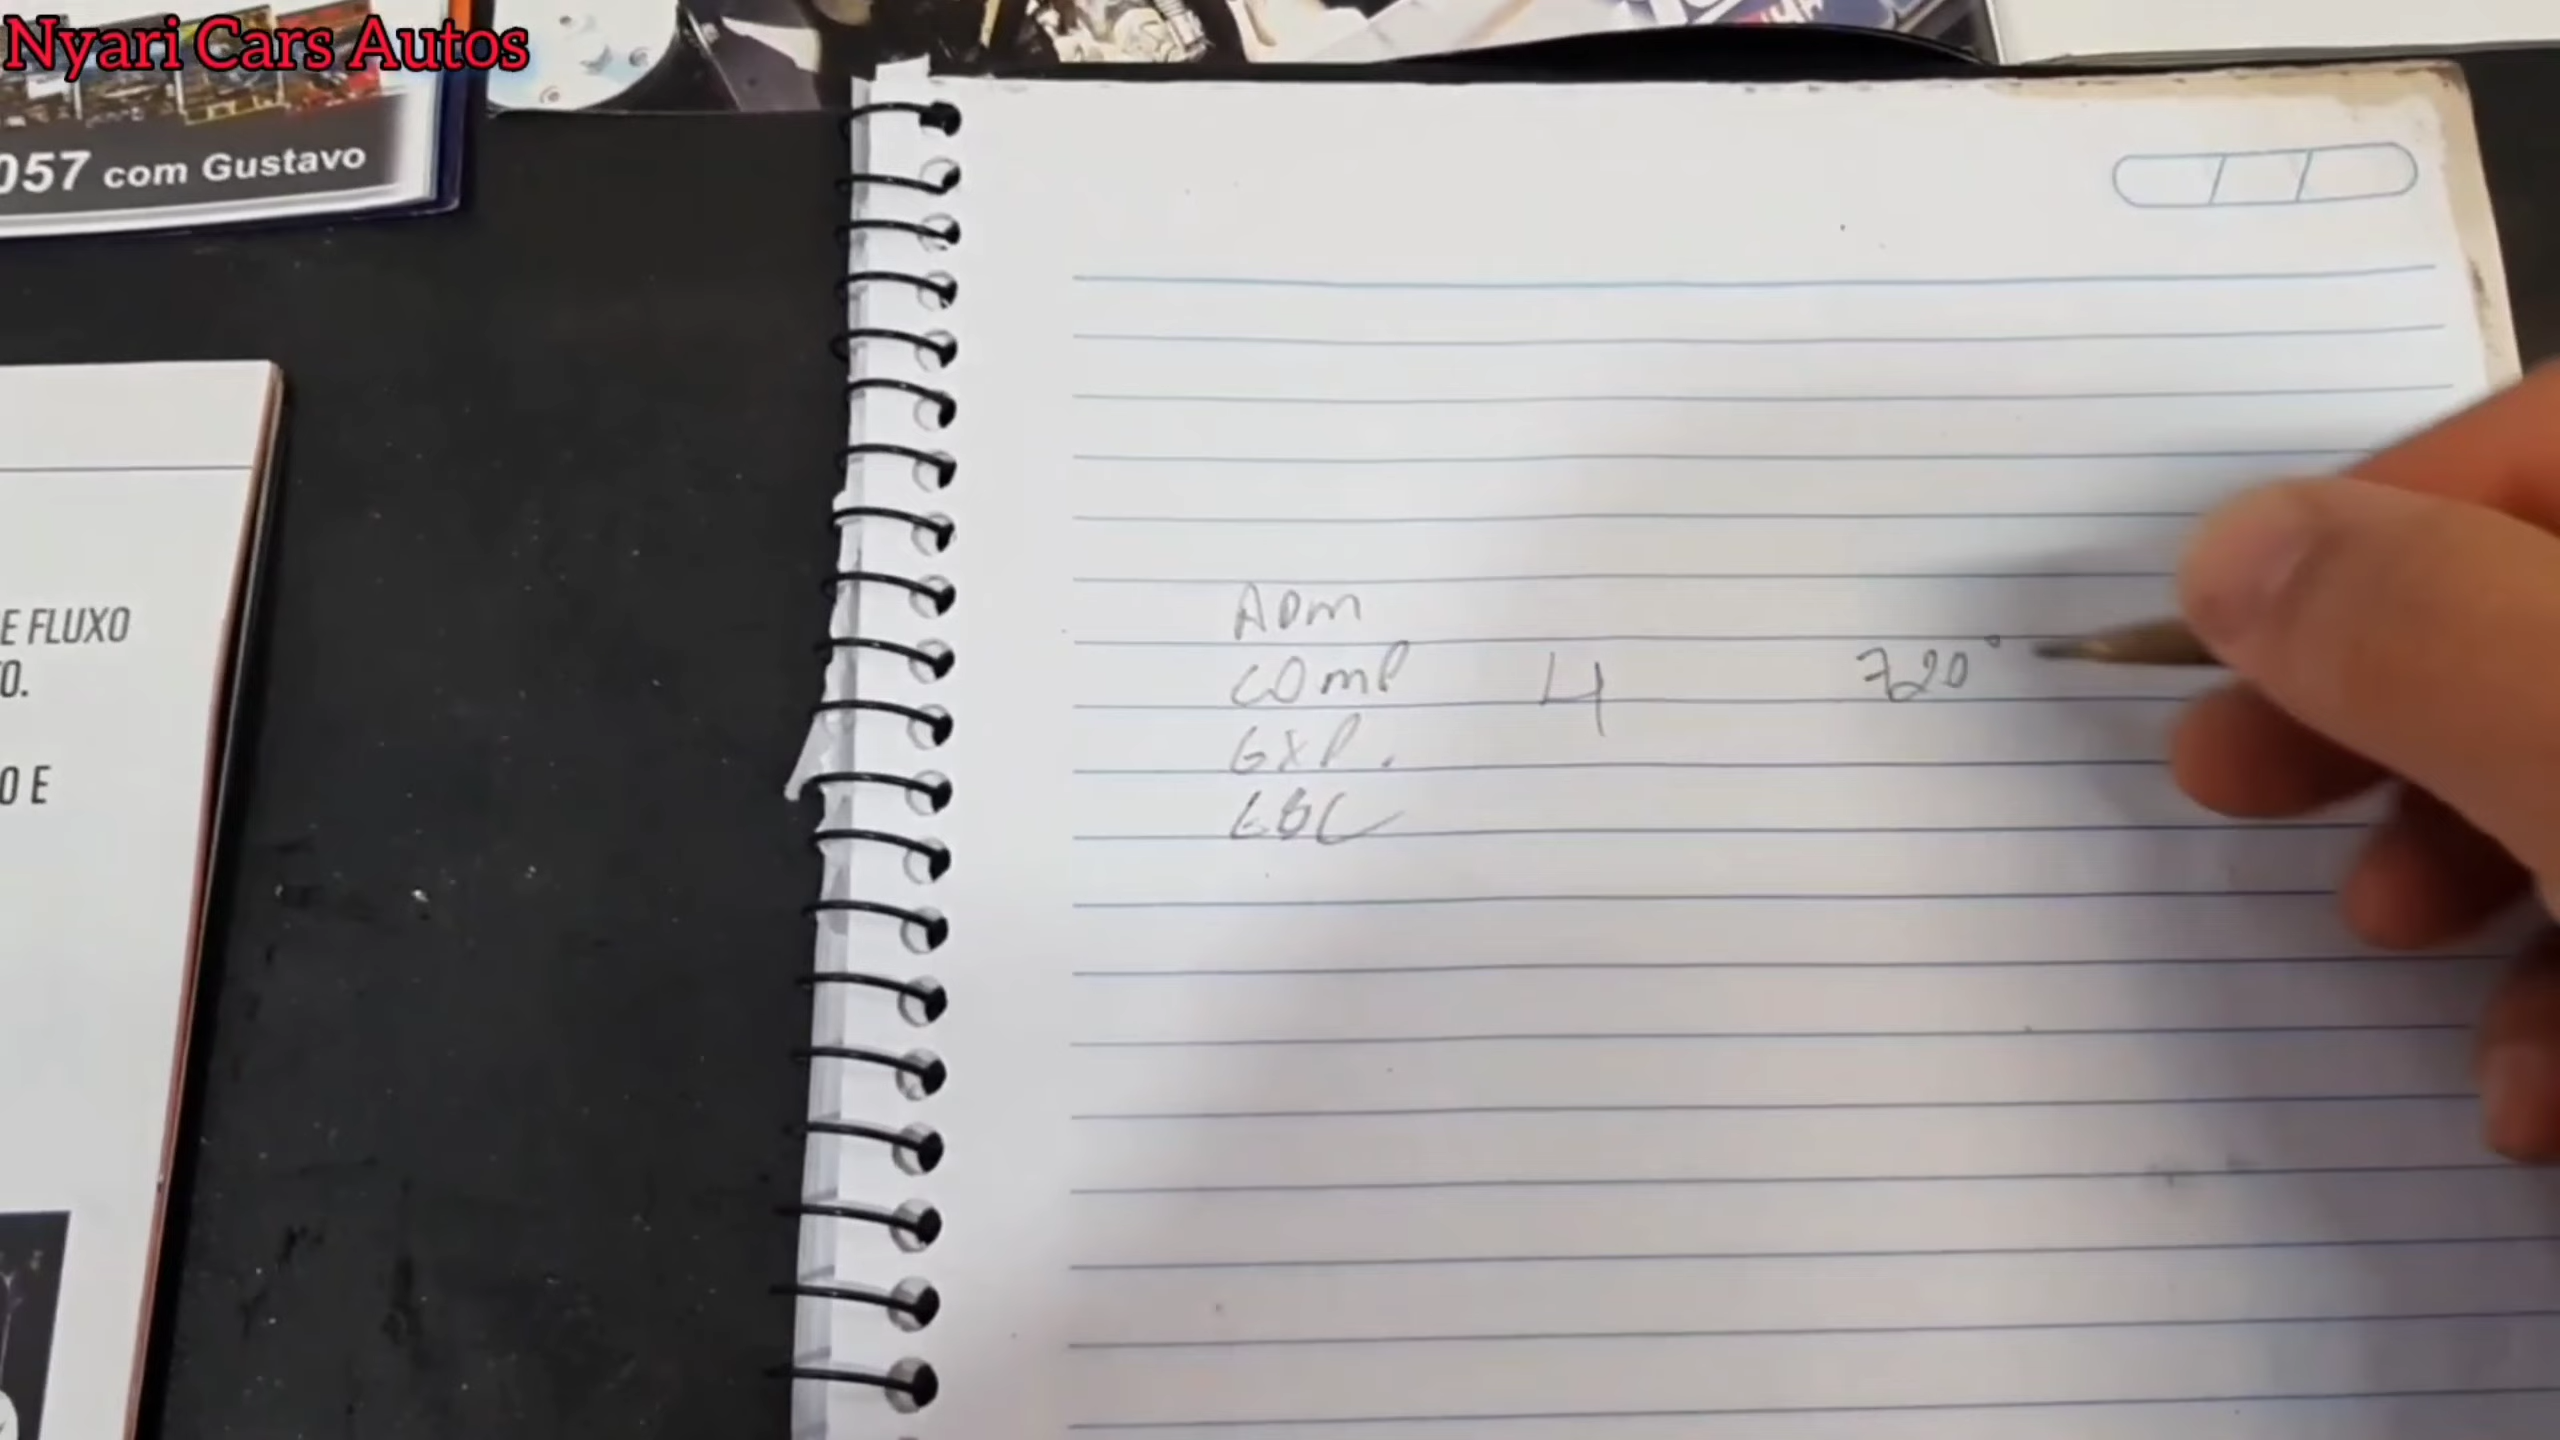 Nyari Cars Autos
057 com Gustavo
E FLUXO
O.
O E
ADM
COMP 4 720°
EXP.
ESC